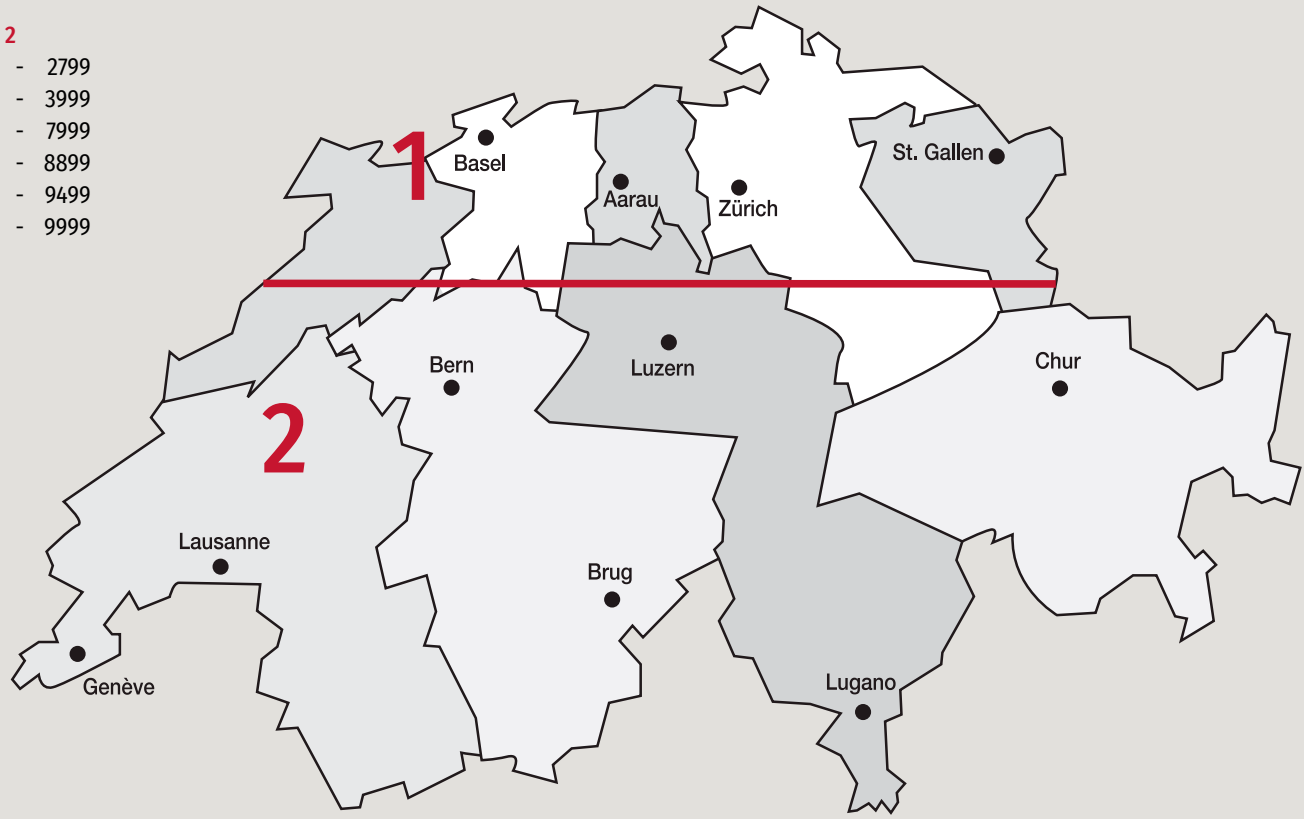 2
- 2799
- 3999
- 7999
- 8899
- 9499
- 9999
1
Basel
Aarau
Zürich
St. Gallen
Bern
Luzern
Chur
2
Lausanne
Brug
Genève
Lugano